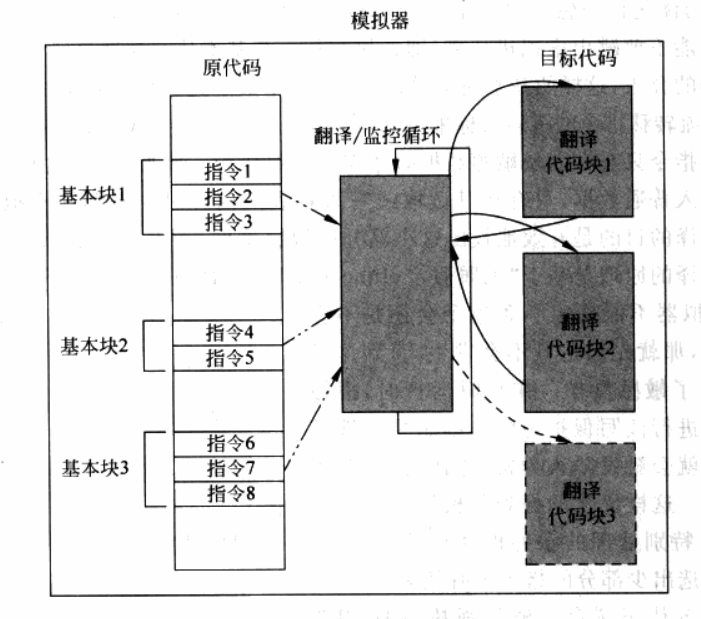 模拟器
原代码
目标代码
翻译/监控循环
基本块1
指令1
指令2
指令3
基本块2
指令4
指令5
基本块3
指令6
指令7
指令8
翻译
代码块1
翻译
代码块2
翻译
代码块3